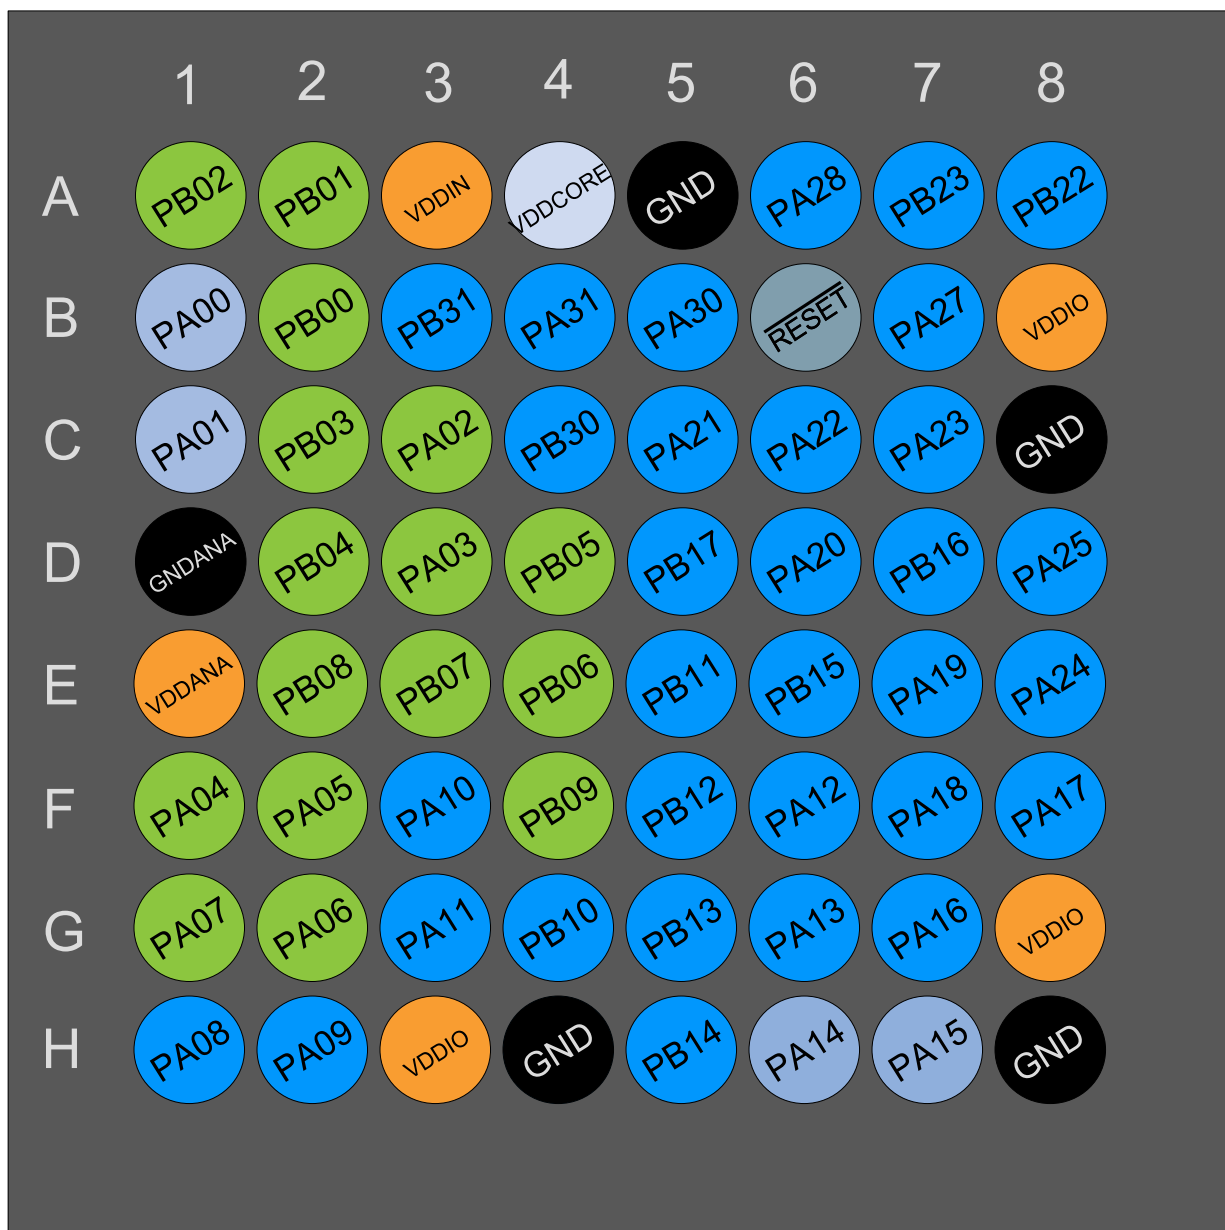 1 2 3 4 5 6 7 8
A PB02 PB01 VDDIN VDDCORE GND PA28 PB23 PB22
B PA00 PB00 PB31 PA31 PA30 RESET PA27 VDDIO
C PA01 PB03 PA02 PB30 PA21 PA22 PA23 GND
D GNDANA PB04 PA03 PB05 PB17 PA20 PB16 PA25
E VDDANA PB08 PB07 PB06 PB11 PB15 PA19 PA24
F PA04 PA05 PA10 PB09 PB12 PA12 PA18 PA17
G PA07 PA06 PA11 PB10 PB13 PA13 PA16 VDDIO
H PA08 PA09 VDDIO GND PB14 PA14 PA15 GND